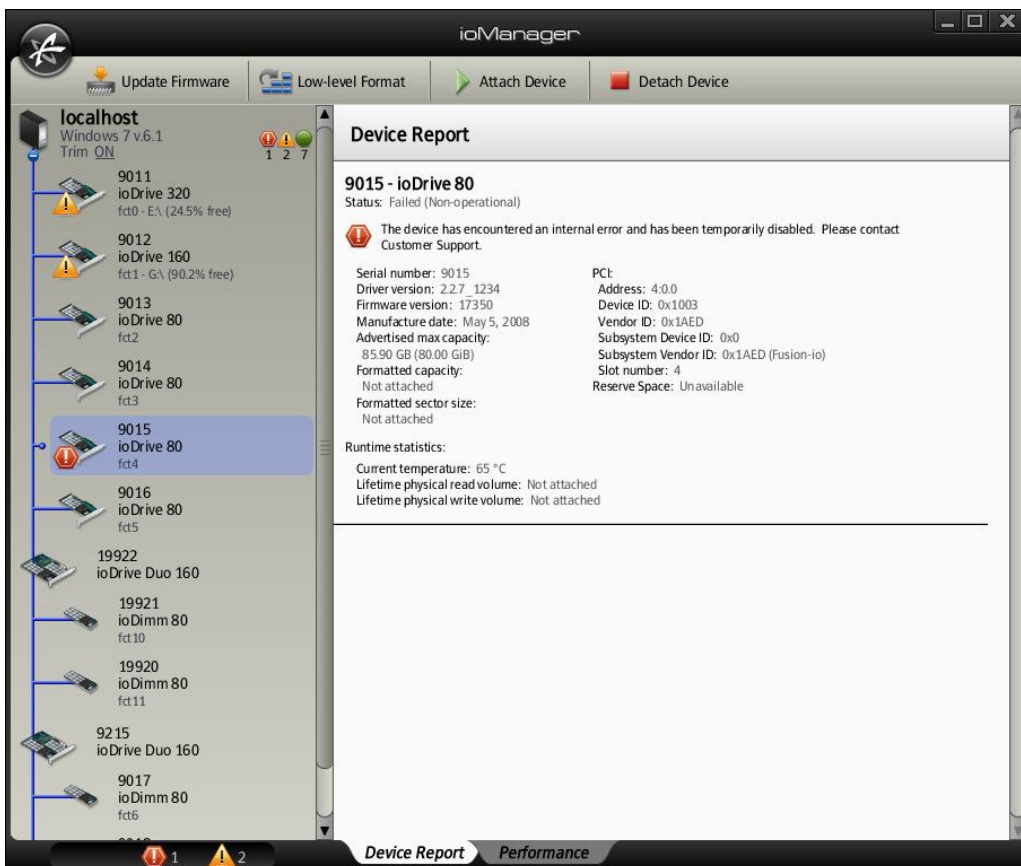 ioManager
Update Firmware
Low-level Format
Attach Device
Detach Device
localhost
Windows 7 v.6.1
Trim ON
1 2 7
9011
ioDrive 320
fct0 - E:\ (24.5% free)
9012
ioDrive 160
fct1 - G:\ (90.2% free)
9013
ioDrive 80
fct2
9014
ioDrive 80
fct3
9015
ioDrive 80
fct4
9016
ioDrive 80
fct5
19922
ioDrive Duo 160
19921
ioDimm 80
fct10
19920
ioDimm 80
fct11
9215
ioDrive Duo 160
9017
ioDimm 80
fct6
1
2
Device Report
9015 - ioDrive 80
Status: Failed (Non-operational)
The device has encountered an internal error and has been temporarily disabled. Please contact
Customer Support.
Serial number: 9015
Driver version: 2.2.7_1234
Firmware version: 17350
Manufacture date: May 5, 2008
Advertised max capacity:
85.90 GB (80.00 GiB)
Formatted capacity:
Not attached
Formatted sector size:
Not attached
PCI:
Address: 4:0.0
Device ID: 0x1003
Vendor ID: 0x1AED
Subsystem Device ID: 0x0
Subsystem Vendor ID: 0x1AED (Fusion-io)
Slot number: 4
Reserve Space: Unavailable
Runtime statistics:
Current temperature: 65 °C
Lifetime physical read volume: Not attached
Lifetime physical write volume: Not attached
Device Report
Performance